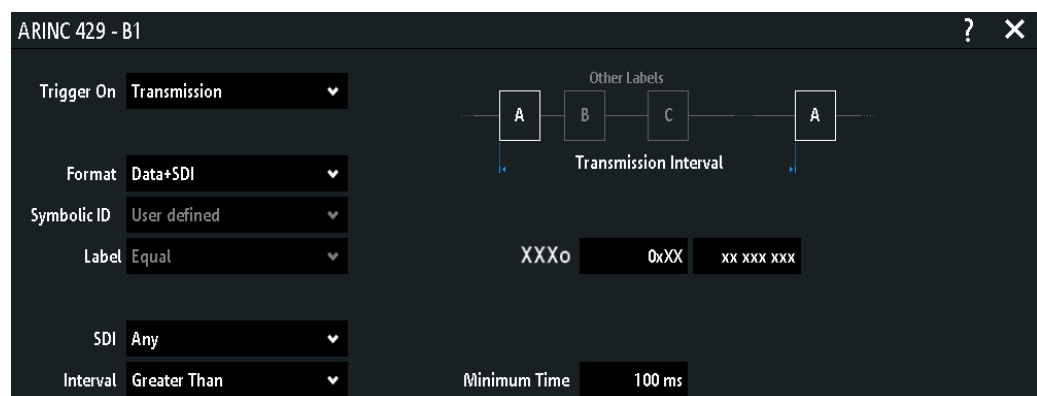 ARINC 429 - B1 ? ×
Other Labels
Trigger On Transmission
A B C A
Transmission Interval
Format Data+SDI
Symbolic ID User defined
Label Equal XXXo 0xXX xx xxx xxx
SDI Any
Interval Greater Than Minimum Time 100 ms